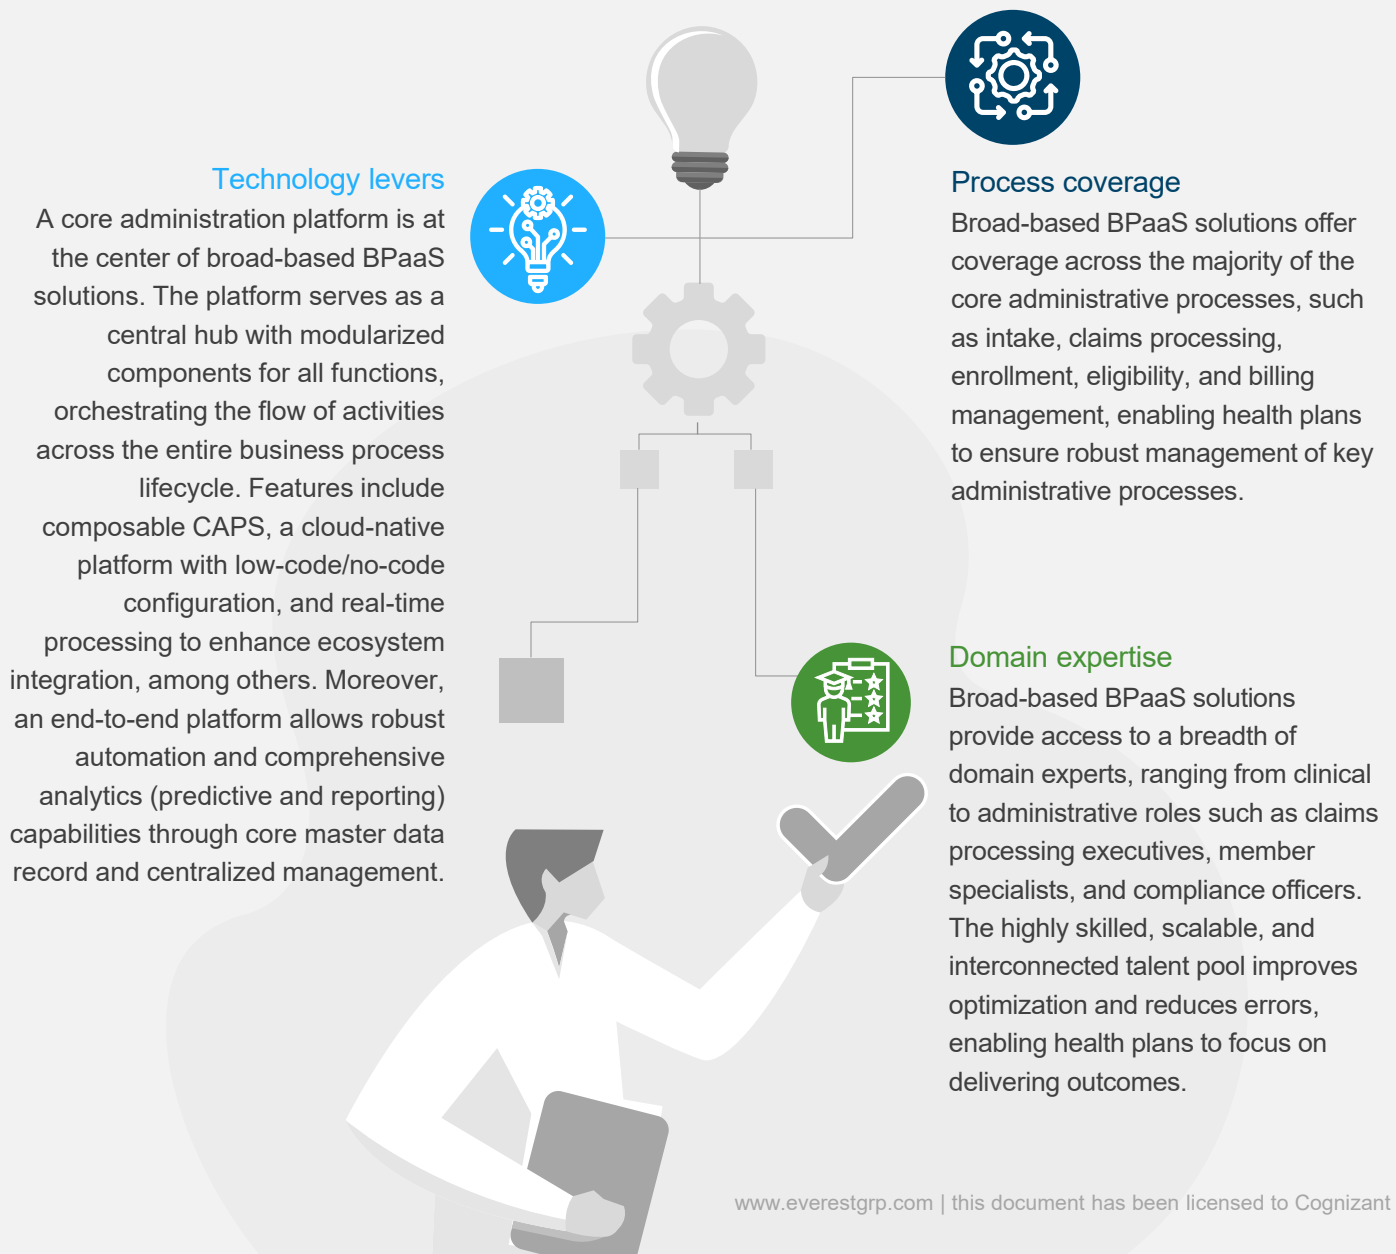 Technology levers
A core administration platform is at
the center of broad-based BPaaS
solutions. The platform serves as a
central hub with modularized
components for all functions,
orchestrating the flow of activities
across the entire business process
lifecycle. Features include
composable CAPS, a cloud-native
platform with low-code/no-code
configuration, and real-time
processing to enhance ecosystem
integration, among others. Moreover,
an end-to-end platform allows robust
automation and comprehensive
analytics (predictive and reporting)
capabilities through core master data
record and centralized management.
Process coverage
Broad-based BPaaS solutions offer
coverage across the majority of the
core administrative processes, such
as intake, claims processing,
enrollment, eligibility, and billing
management, enabling health plans
to ensure robust management of key
administrative processes.
Domain expertise
Broad-based BPaaS solutions
provide access to a breadth of
domain experts, ranging from clinical
to administrative roles such as claims
processing executives, member
specialists, and compliance officers.
The highly skilled, scalable, and
interconnected talent pool improves
optimization and reduces errors,
enabling health plans to focus on
delivering outcomes.
www.everestgrp.com | this document has been licensed to Cognizant